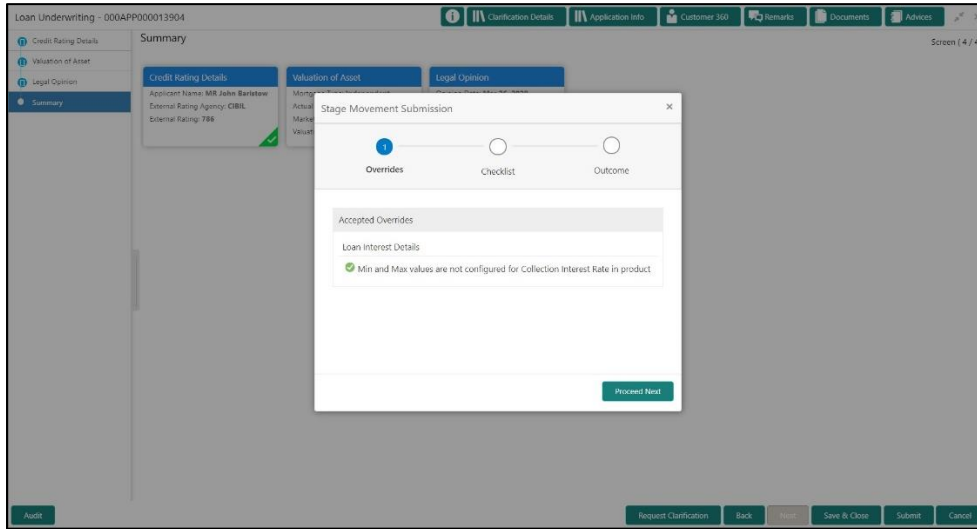 Loan Underwriting - 000APP000013904
Clarification Details
Application Info
Customer 360
Remarks
Documents
Advices
Credit Rating Details
Valuation of Asset
Legal Opinion
Summary
Summary
Screen ( 4 / 4
Credit Rating Details
Applicant Name: MR John Baristow
External Rating Agency: CIBIL
External Rating: 786
Valuation of Asset
Actual
Market
Valuati
Legal Opinion
Stage Movement Submission
1
Overrides
Checklist
Outcome
Accepted Overrides
Loan Interest Details
Min and Max values are not configured for Collection Interest Rate in product
Proceed Next
Audit
Request Clarification
Back
Next
Save & Close
Submit
Cancel